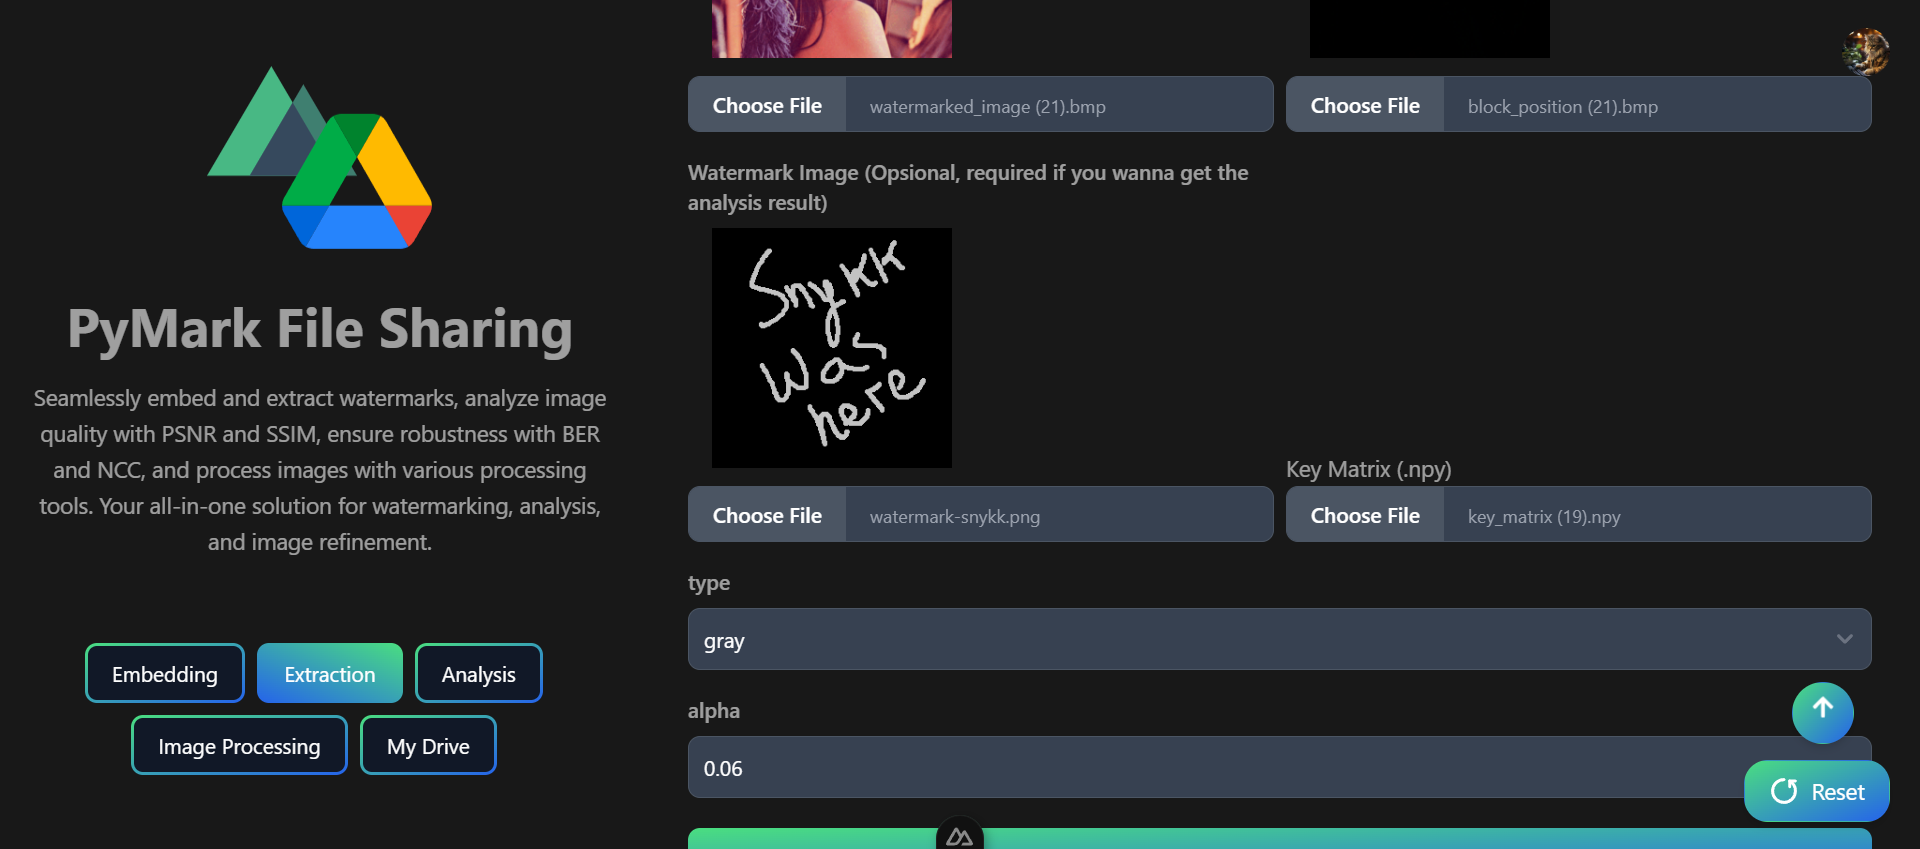 PyMark File Sharing
Seamlessly embed and extract watermarks, analyze image
quality with PSNR and SSIM, ensure robustness with BER
and NCC, and process images with various processing
tools. Your all-in-one solution for watermarking, analysis,
and image refinement.
Embedding
Extraction
Analysis
Image Processing
My Drive
Choose File
watermarked_image (21).bmp
Choose File
block_position (21).bmp
Watermark Image (Opsional, required if you wanna get the
analysis result)
Snykk
was
here
Choose File
watermark-snykk.png
Key Matrix (.npy)
Choose File
key_matrix (19).npy
type
gray
alpha
0.06
Reset